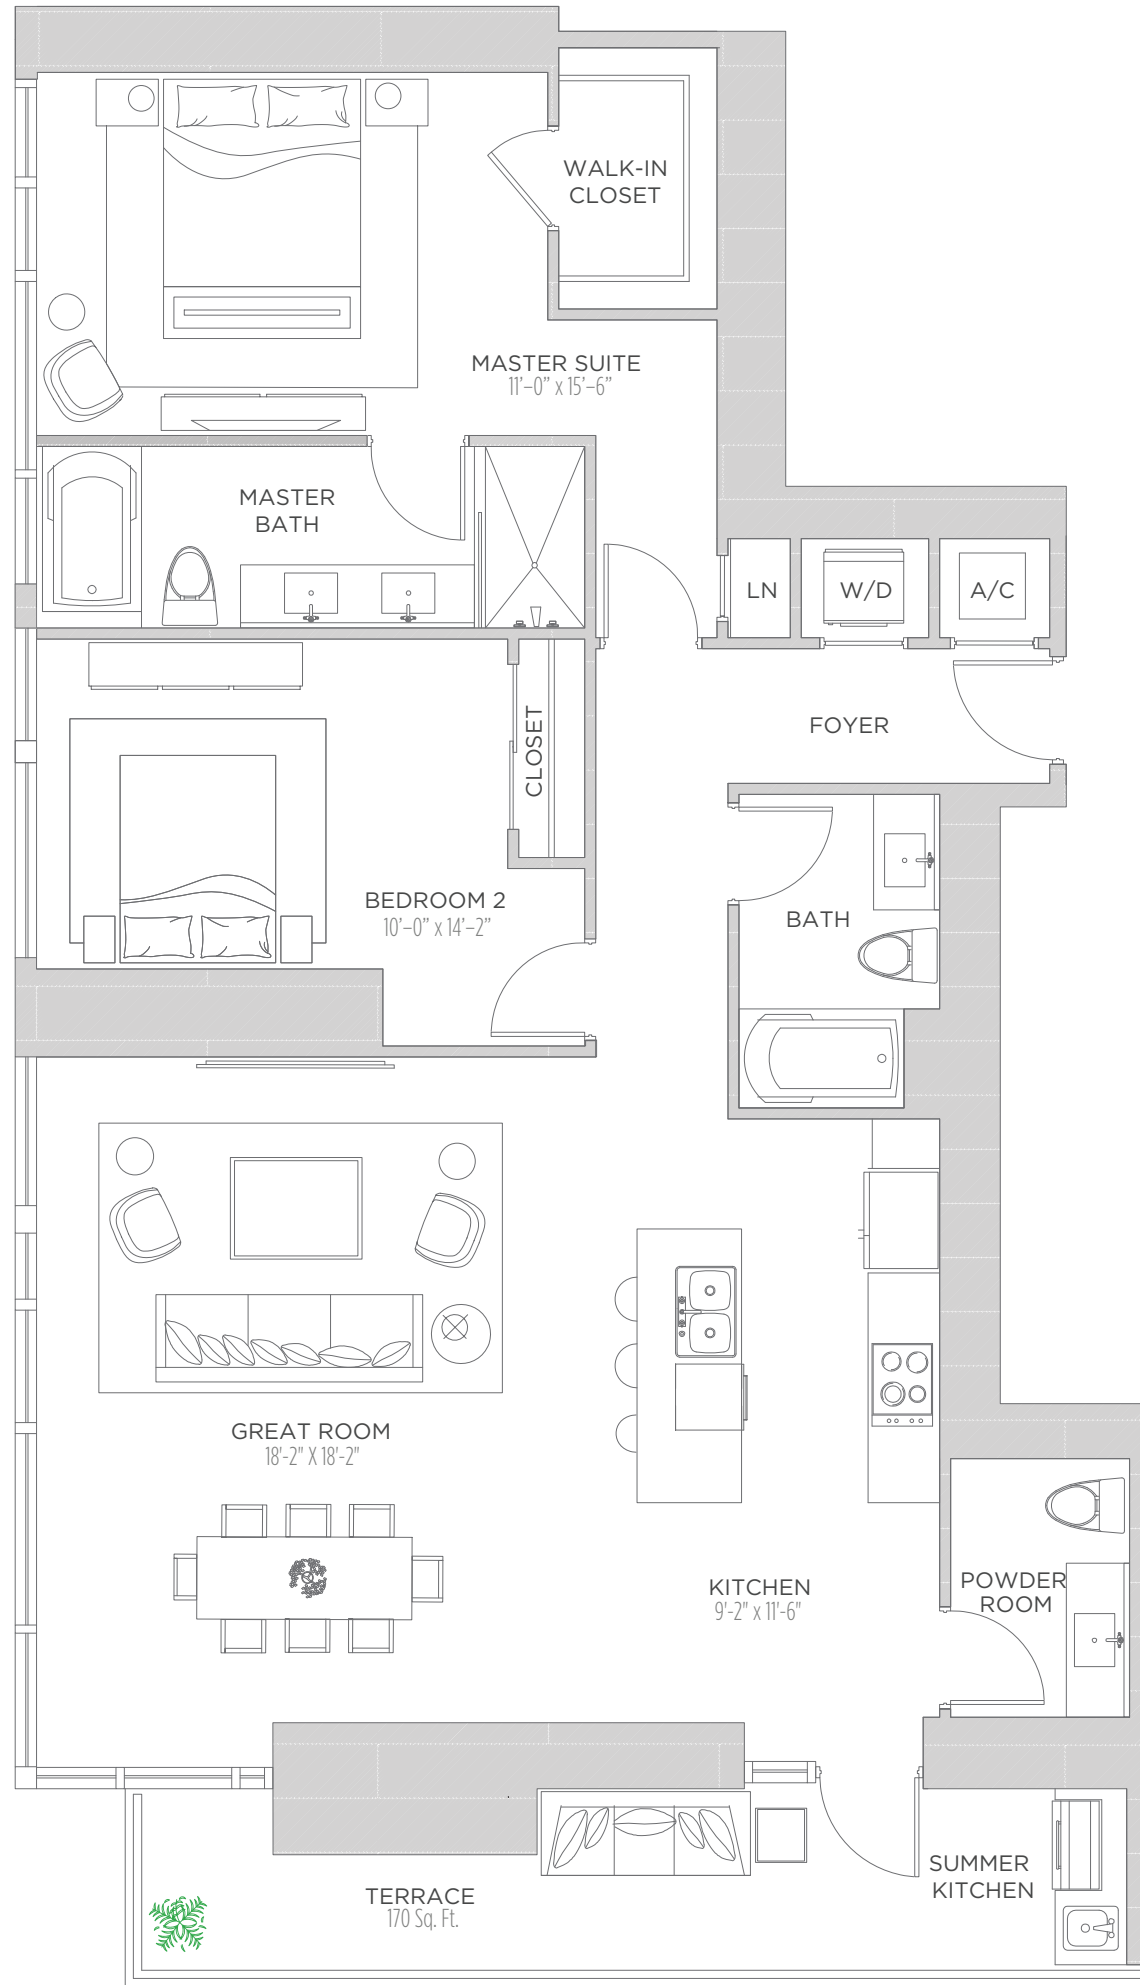 WALK-IN
CLOSET
MASTER SUITE
11’–0” x 15’–6”
MASTER
BATH
LN
W/D
A/C
FOYER
CLOSET
BEDROOM 2
10’–0” x 14’–2”
BATH
GREAT ROOM
18'-2" X 18'-2"
KITCHEN
9'-2" x 11'-6"
POWDER
ROOM
SUMMER
KITCHEN
TERRACE
170 Sq. Ft.